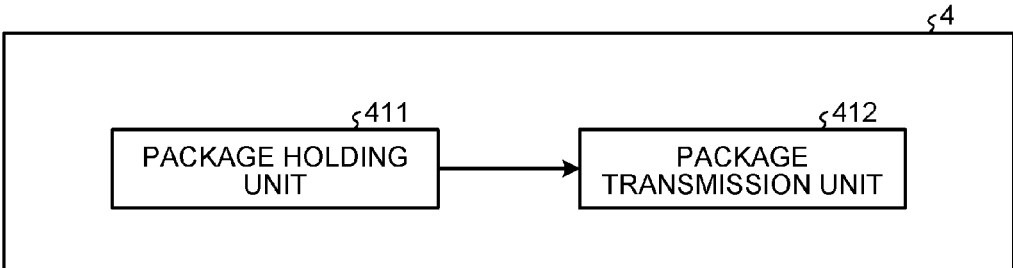 4
411
412
PACKAGE HOLDING
UNIT
PACKAGE
TRANSMISSION UNIT